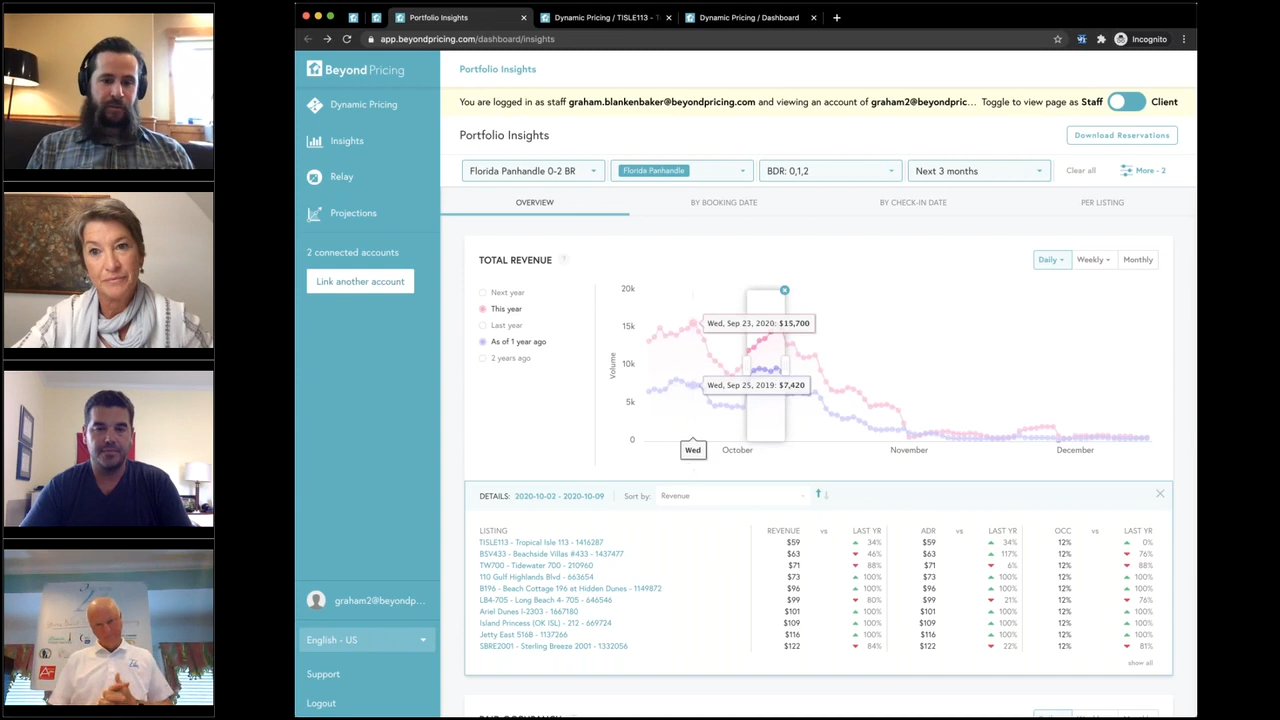 Portfolio Insights
Dynamic Pricing / TISLE113 - T
Dynamic Pricing / Dashboard
app.beyondpricing.com/dashboard/insights
Incognito
Beyond Pricing
Portfolio Insights
You are logged in as staff graham.blankenbaker@beyondpricing.com and viewing an account of graham2@beyondpric... Toggle to view page as Staff Client
Dynamic Pricing
Insights
Relay
Projections
2 connected accounts
Link another account
Portfolio Insights
Download Reservations
Florida Panhandle 0-2 BR
Florida Panhandle
BDR: 0,1,2
Next 3 months
Clear all
More - 2
OVERVIEW
BY BOOKING DATE
BY CHECK-IN DATE
PER LISTING
TOTAL REVENUE ?
Daily
Weekly
Monthly
Next year
This year
Last year
As of 1 year ago
2 years ago
Volume
20k
15k
10k
5k
0
Wed, Sep 23, 2020: $15,700
Wed, Sep 25, 2019: $7,420
Wed
October
November
December
DETAILS: 2020-10-02 - 2020-10-09 Sort by: Revenue
LISTING REVENUE vs LAST YR ADR vs LAST YR OCC vs LAST YR
TISLE113 - Tropical Isle 113 - 1416287 $59 34% $59 34% 12% 0%
BSV433 - Beachside Villas #433 - 1437477 $63 46% $63 117% 12% 76%
TW700 - Tidewater 700 - 210960 $71 88% $71 6% 12% 88%
110 Gulf Highlands Blvd - 663654 $73 100% $73 100% 12% 100%
B196 - Beach Cottage 196 at Hidden Dunes - 1149872 $96 100% $96 100% 12% 100%
LB4-705 - Long Beach 4- 705 - 646546 $99 80% $99 21% 12% 76%
Ariel Dunes I-2303 - 1667180 $101 100% $101 100% 12% 100%
Island Princess (OK ISL) - 212 - 669724 $109 100% $109 100% 12% 100%
Jetty East 516B - 1137266 $116 100% $116 100% 12% 100%
SBRE2001 - Sterling Breeze 2001 - 1332056 $122 84% $122 22% 12% 81%
show all
graham2@beyondp...
English - US
Support
Logout